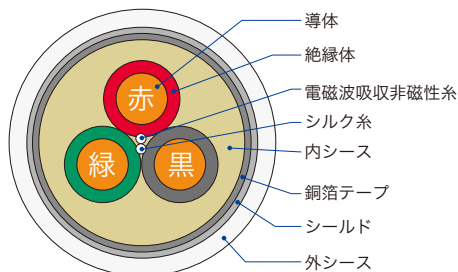 導体
絶縁体
電磁波吸収非磁性糸
シルク糸
内シース
銅箔テープ
シールド
外シース
赤
緑
黒